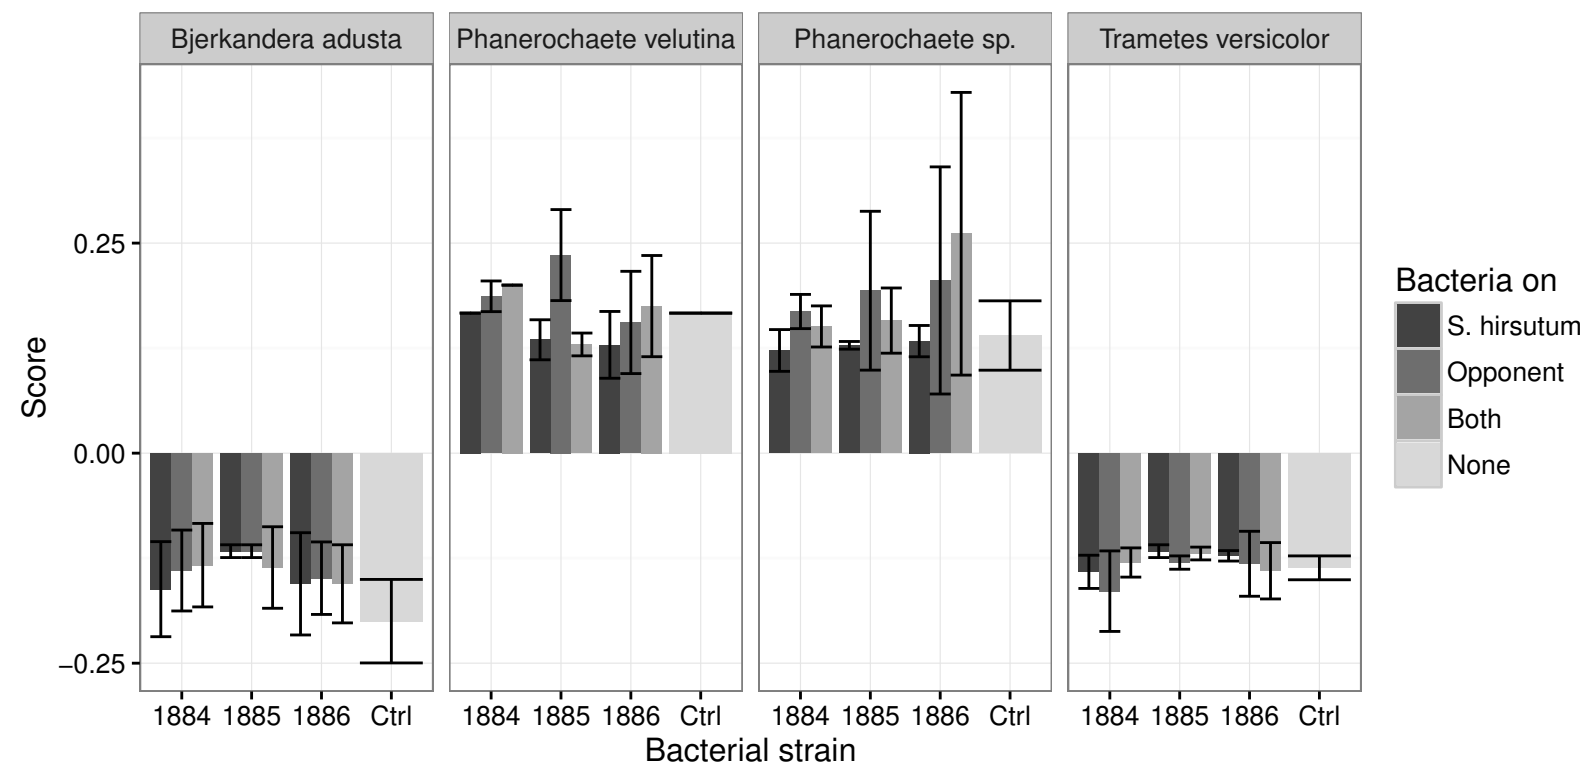 Bjerkandera adusta
Phanerochaete velutina
Phanerochaete sp.
Trametes versicolor
Score
0.25
0.00
−0.25
1884 1885 1886 Ctrl
1884 1885 1886 Ctrl
1884 1885 1886 Ctrl
1884 1885 1886 Ctrl
Bacterial strain
Bacteria on
S. hirsutum
Opponent
Both
None